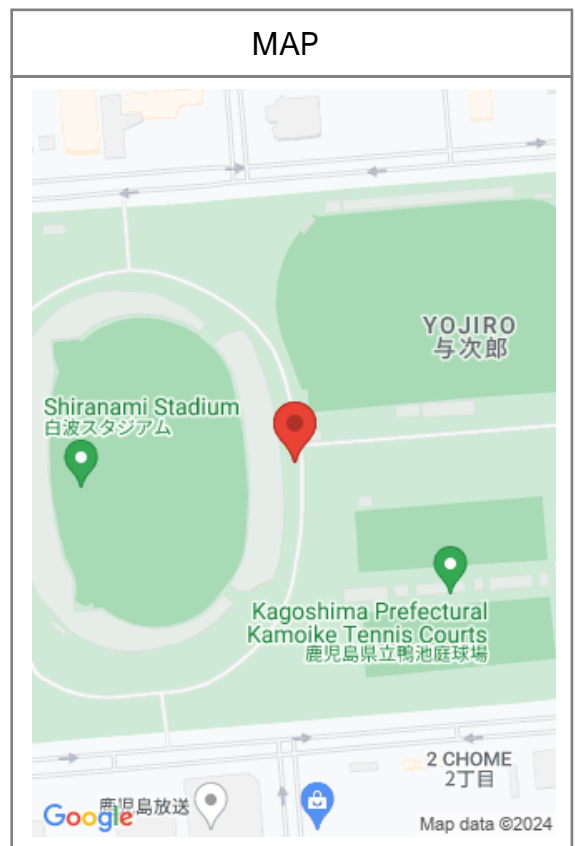 MAP
YOJIRO
与次郎
Shiranami Stadium
白波スタジアム
Kagoshima Prefectural
Kamoike Tennis Courts
鹿児島県立鴨池庭球場
2 CHOME
2丁目
鹿児島放送
Google
Map data ©2024